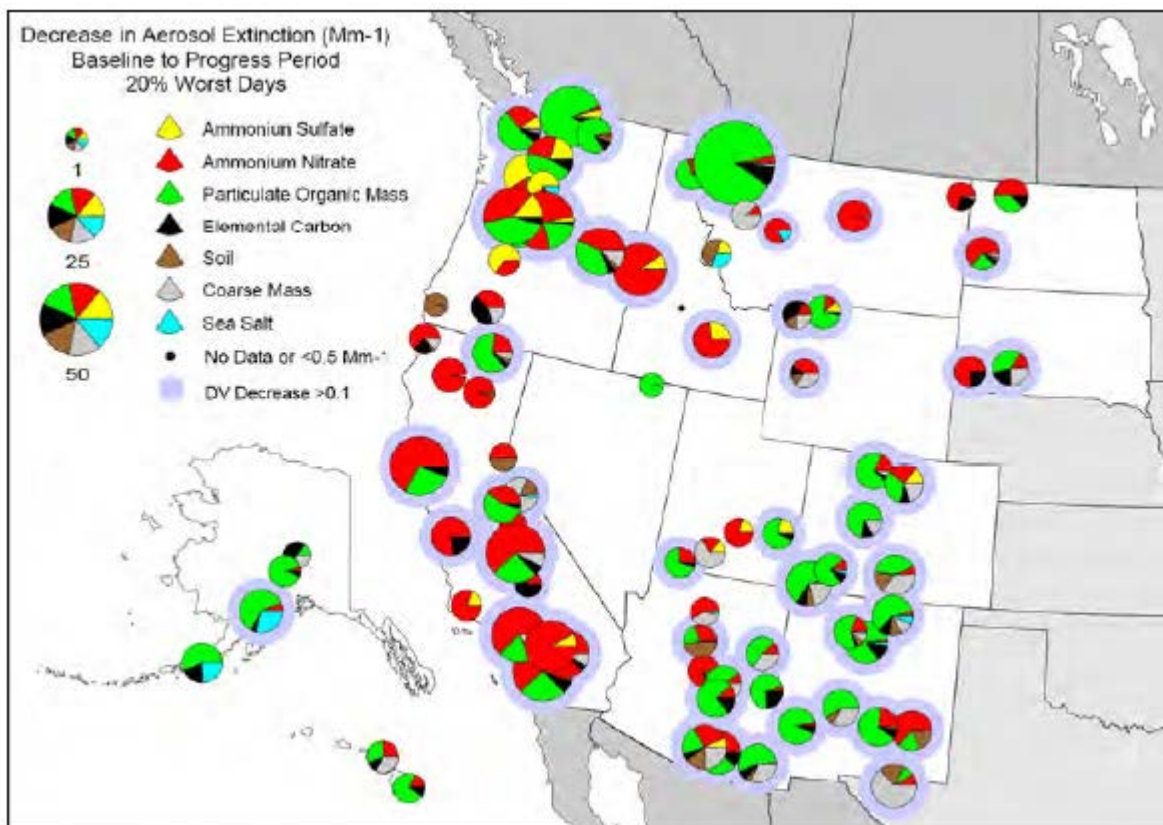 Decrease in Aerosol Extinction (Mm-1)
Baseline to Progress Period
20% Worst Days
1
25
50
Ammoniun Sulfate
Ammonium Nitrate
Particulate Organic Mass
Elemental Carbon
Soil
Coarse Mass
Sea Salt
No Data or <0.5 Mm-1
DV Decrease >0.1